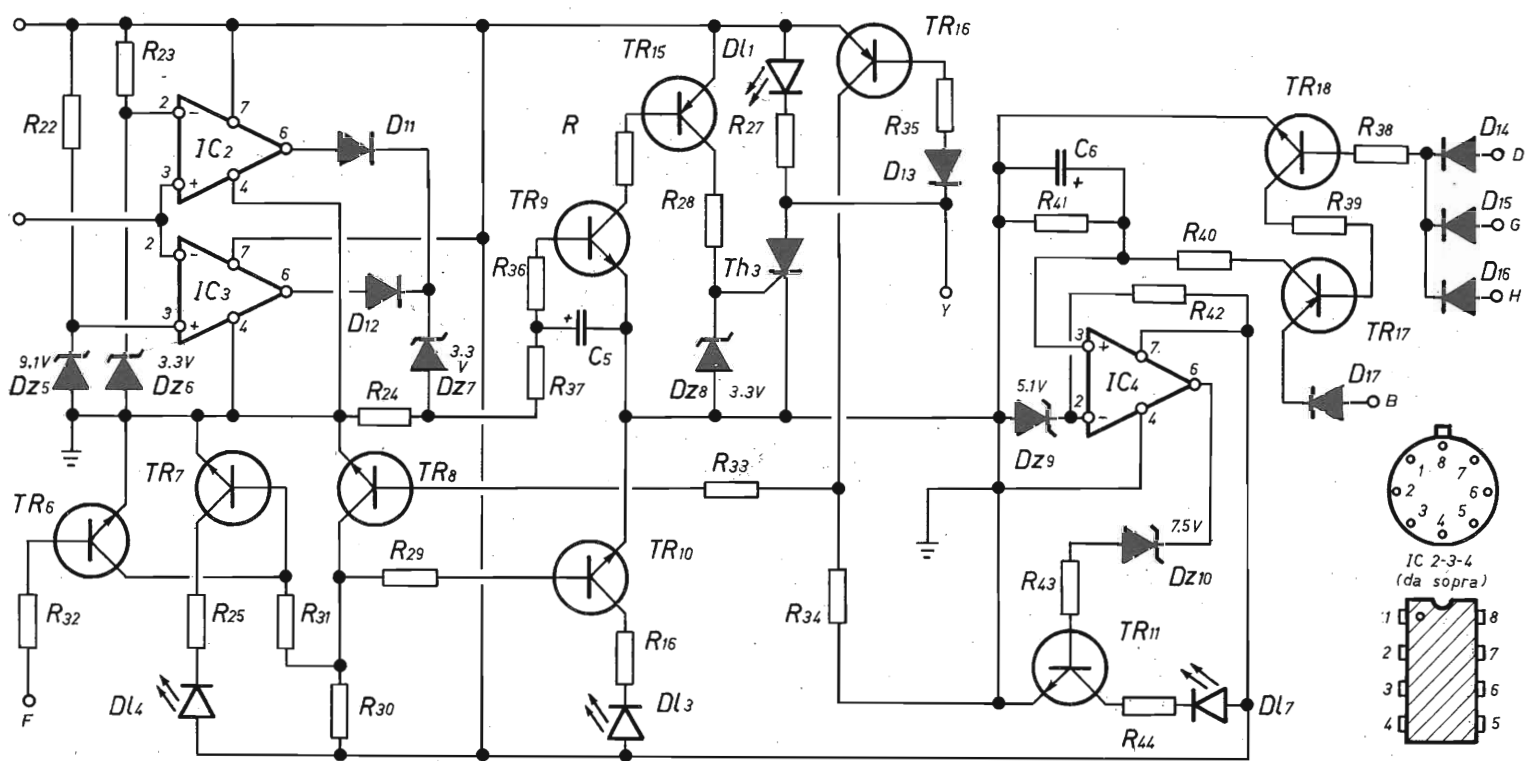 R22
R23
2
−
7
IC2
6
3
+
4
D11
2
−
7
IC3
6
3
+
4
D12
9.1V
Dz5
3.3V
Dz6
3.3
V
Dz7
R24
TR6
R32
F
TR7
R25
Dl4
R31
TR8
R30
R29
R
TR9
R36
+
C5
R37
TR10
R16
Dl3
TR15
R28
Dz8
3.3V
Dl1
R27
Th3
TR16
R35
D13
Y
R33
R34
C6
+
R41
R40
R42
3
+
7
IC4
6
2
−
4
5.1V
Dz9
7.5V
Dz10
R43
TR11
R44
Dl7
TR18
R38
R39
TR17
D14
D
D15
G
D16
H
D17
B
8
1
7
2
6
3
5
4
IC 2-3-4
(da sopra)
1
8
2
7
3
6
4
5